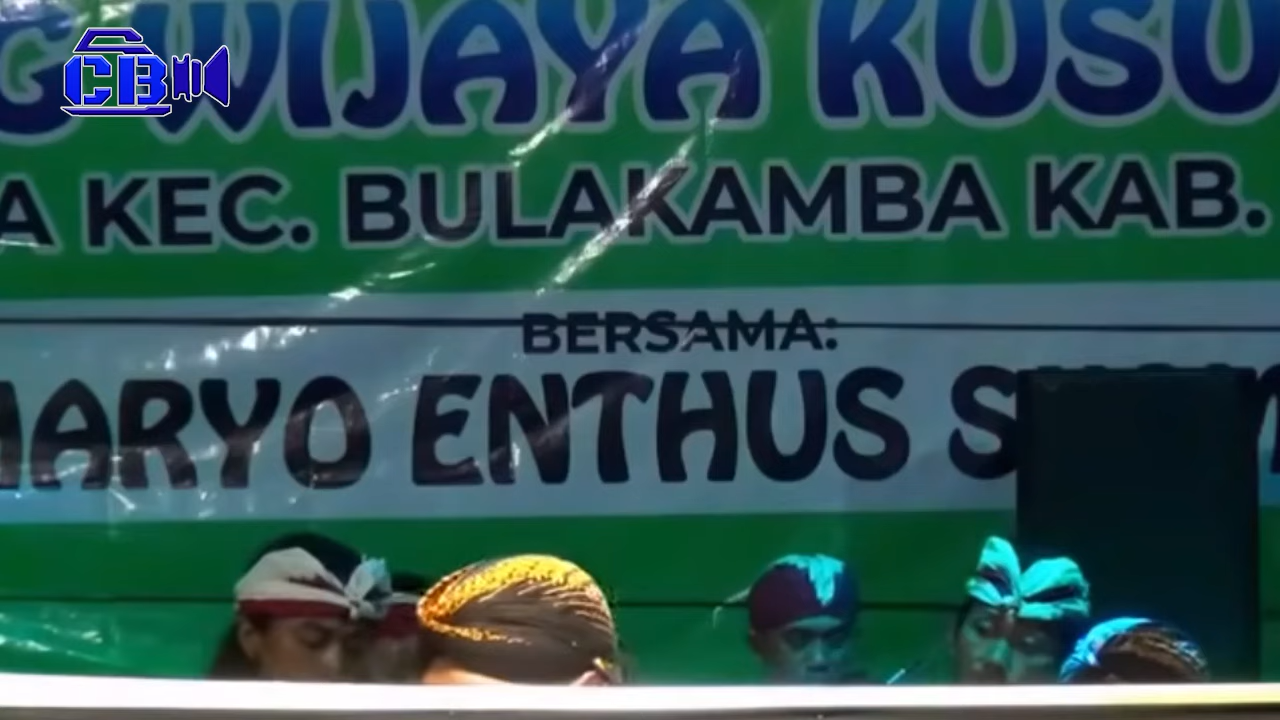 CB
G WIJAYA KUSU
A KEC. BULAKAMBA KAB.
BERSAMA:
ARYO ENTHUS